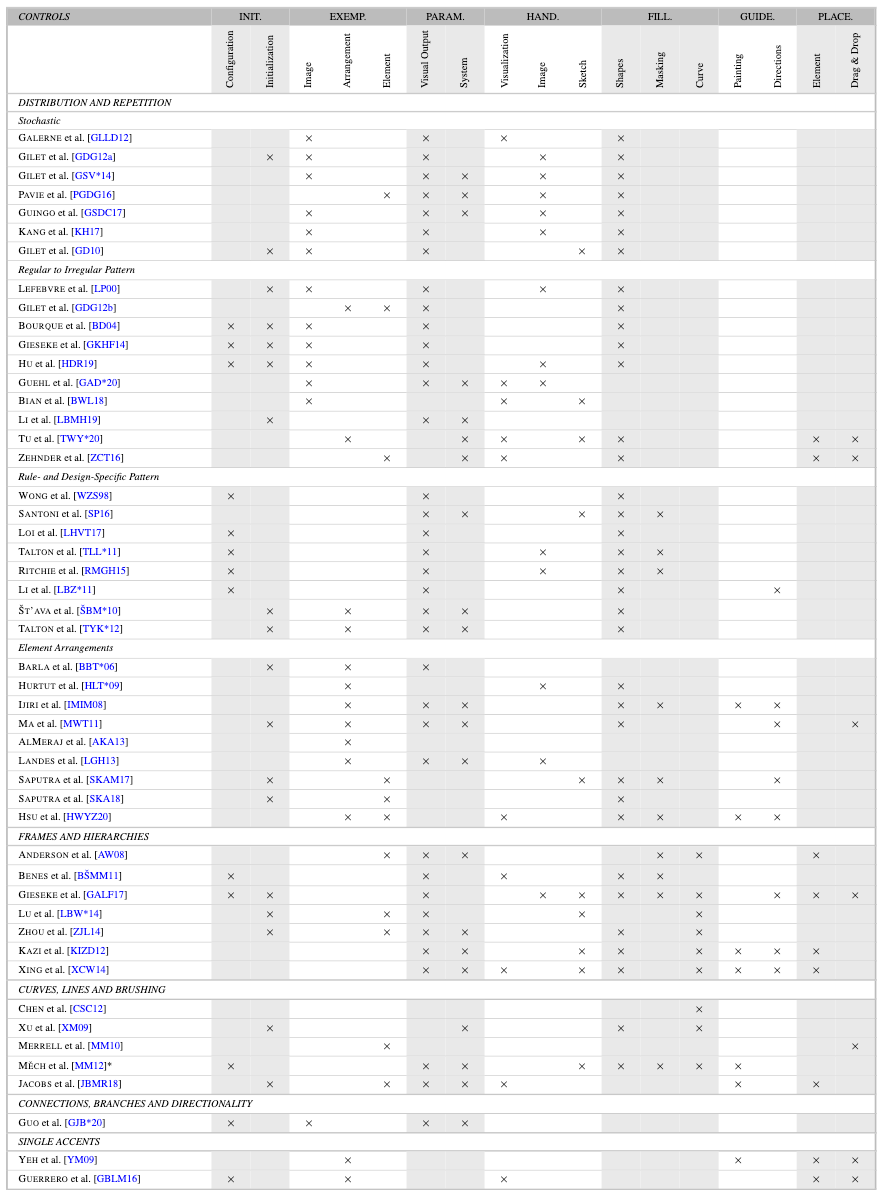 CONTROLS INIT. EXEMP. PARAM. HAND. FILL. GUIDE. PLACE.
Configuration Initialization Image Arrangement Element Visual Output System Visualization Image Sketch Shapes Masking Curve Painting Directions Element Drag & Drop
DISTRIBUTION AND REPETITION
Stochastic
GALERNE et al. [GLLD12] × × × ×
GILET et al. [GDG12a] × × × × ×
GILET et al. [GSV*14] × × × × ×
PAVIE et al. [PGDG16] × × × × ×
GUINGO et al. [GSDC17] × × × × ×
KANG et al. [KH17] × × × ×
GILET et al. [GD10] × × × × ×
Regular to Irregular Pattern
LEFEBVRE et al. [LP00] × × × × ×
GILET et al. [GDG12b] × × × ×
BOURQUE et al. [BD04] × × × × ×
GIESEKE et al. [GKHF14] × × × × ×
HU et al. [HDR19] × × × × × ×
GUEHL et al. [GAD*20] × × × × ×
BIAN et al. [BWL18] × × ×
LI et al. [LBMH19] × × ×
TU et al. [TWY*20] × × × × × × ×
ZEHNDER et al. [ZCT16] × × × × × ×
Rule- and Design-Specific Pattern
WONG et al. [WZS98] × × ×
SANTONI et al. [SP16] × × × × ×
LOI et al. [LHVT17] × × ×
TALTON et al. [TLL*11] × × × × ×
RITCHIE et al. [RMGH15] × × × × ×
LI et al. [LBZ*11] × × × ×
ŠT'AVA et al. [ŠBM*10] × × × × ×
TALTON et al. [TYK*12] × × × × ×
Element Arrangements
BARLA et al. [BBT*06] × × ×
HURTUT et al. [HLT*09] × × ×
IJIRI et al. [IMIM08] × × × × × × ×
MA et al. [MWT11] × × × × × × ×
ALMERAJ et al. [AKA13] ×
LANDES et al. [LGH13] × × × ×
SAPUTRA et al. [SKAM17] × × × × × ×
SAPUTRA et al. [SKA18] × × ×
HSU et al. [HWYZ20] × × × × × × ×
FRAMES AND HIERARCHIES
ANDERSON et al. [AW08] × × × × × ×
BENES et al. [BŠMM11] × × × × ×
GIESEKE et al. [GALF17] × × × × × × × × × × ×
LU et al. [LBW*14] × × × × ×
ZHOU et al. [ZJL14] × × × × × ×
KAZI et al. [KIZD12] × × × × × × × ×
XING et al. [XCW14] × × × × × × × × ×
CURVES, LINES AND BRUSHING
CHEN et al. [CSC12] ×
XU et al. [XM09] × × × ×
MERRELL et al. [MM10] × ×
MĚCH et al. [MM12]* × × × × × × × ×
JACOBS et al. [JBMR18] × × × × × × ×
CONNECTIONS, BRANCHES AND DIRECTIONALITY
GUO et al. [GJB*20] × × × ×
SINGLE ACCENTS
YEH et al. [YM09] × × × ×
GUERRERO et al. [GBLM16] × × × × ×